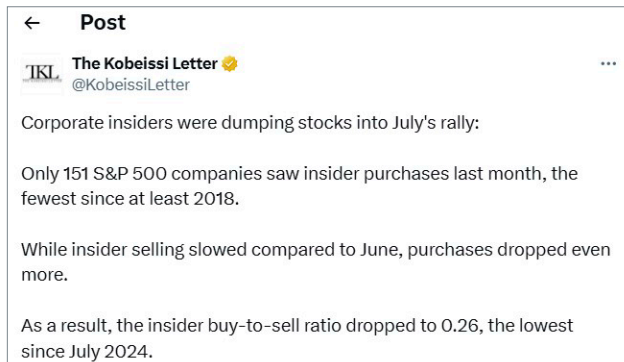 ← Post
TKL The Kobeissi Letter
@KobeissiLetter
Corporate insiders were dumping stocks into July's rally:
Only 151 S&P 500 companies saw insider purchases last month, the
fewest since at least 2018.
While insider selling slowed compared to June, purchases dropped even
more.
As a result, the insider buy-to-sell ratio dropped to 0.26, the lowest
since July 2024.